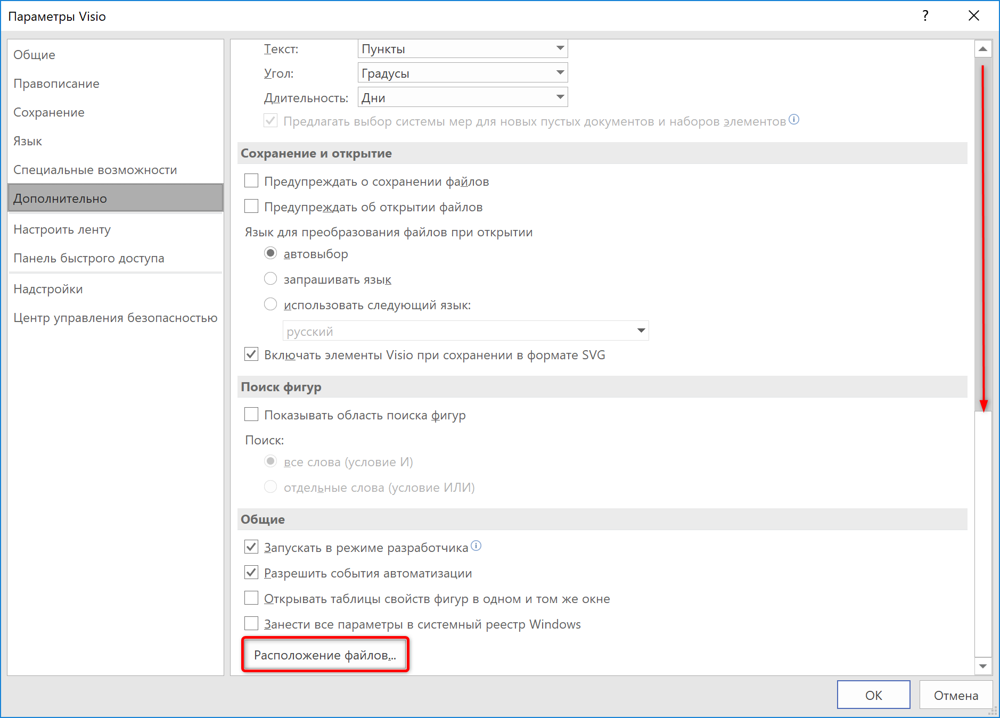 Параметры Visio
?
Общие
Правописание
Сохранение
Язык
Специальные возможности
Дополнительно
Настроить ленту
Панель быстрого доступа
Надстройки
Центр управления безопасностью
Текст: Пункты
Угол: Градусы
Длительность: Дни
Предлагать выбор системы мер для новых пустых документов и наборов элементов
Сохранение и открытие
Предупреждать о сохранении файлов
Предупреждать об открытии файлов
Язык для преобразования файлов при открытии
автовыбор
запрашивать язык
использовать следующий язык:
русский
Включать элементы Visio при сохранении в формате SVG
Поиск фигур
Показывать область поиска фигур
Поиск:
все слова (условие И)
отдельные слова (условие ИЛИ)
Общие
Запускать в режиме разработчика
Разрешить события автоматизации
Открывать таблицы свойств фигур в одном и том же окне
Занести все параметры в системный реестр Windows
Расположение файлов...
ОК Отмена